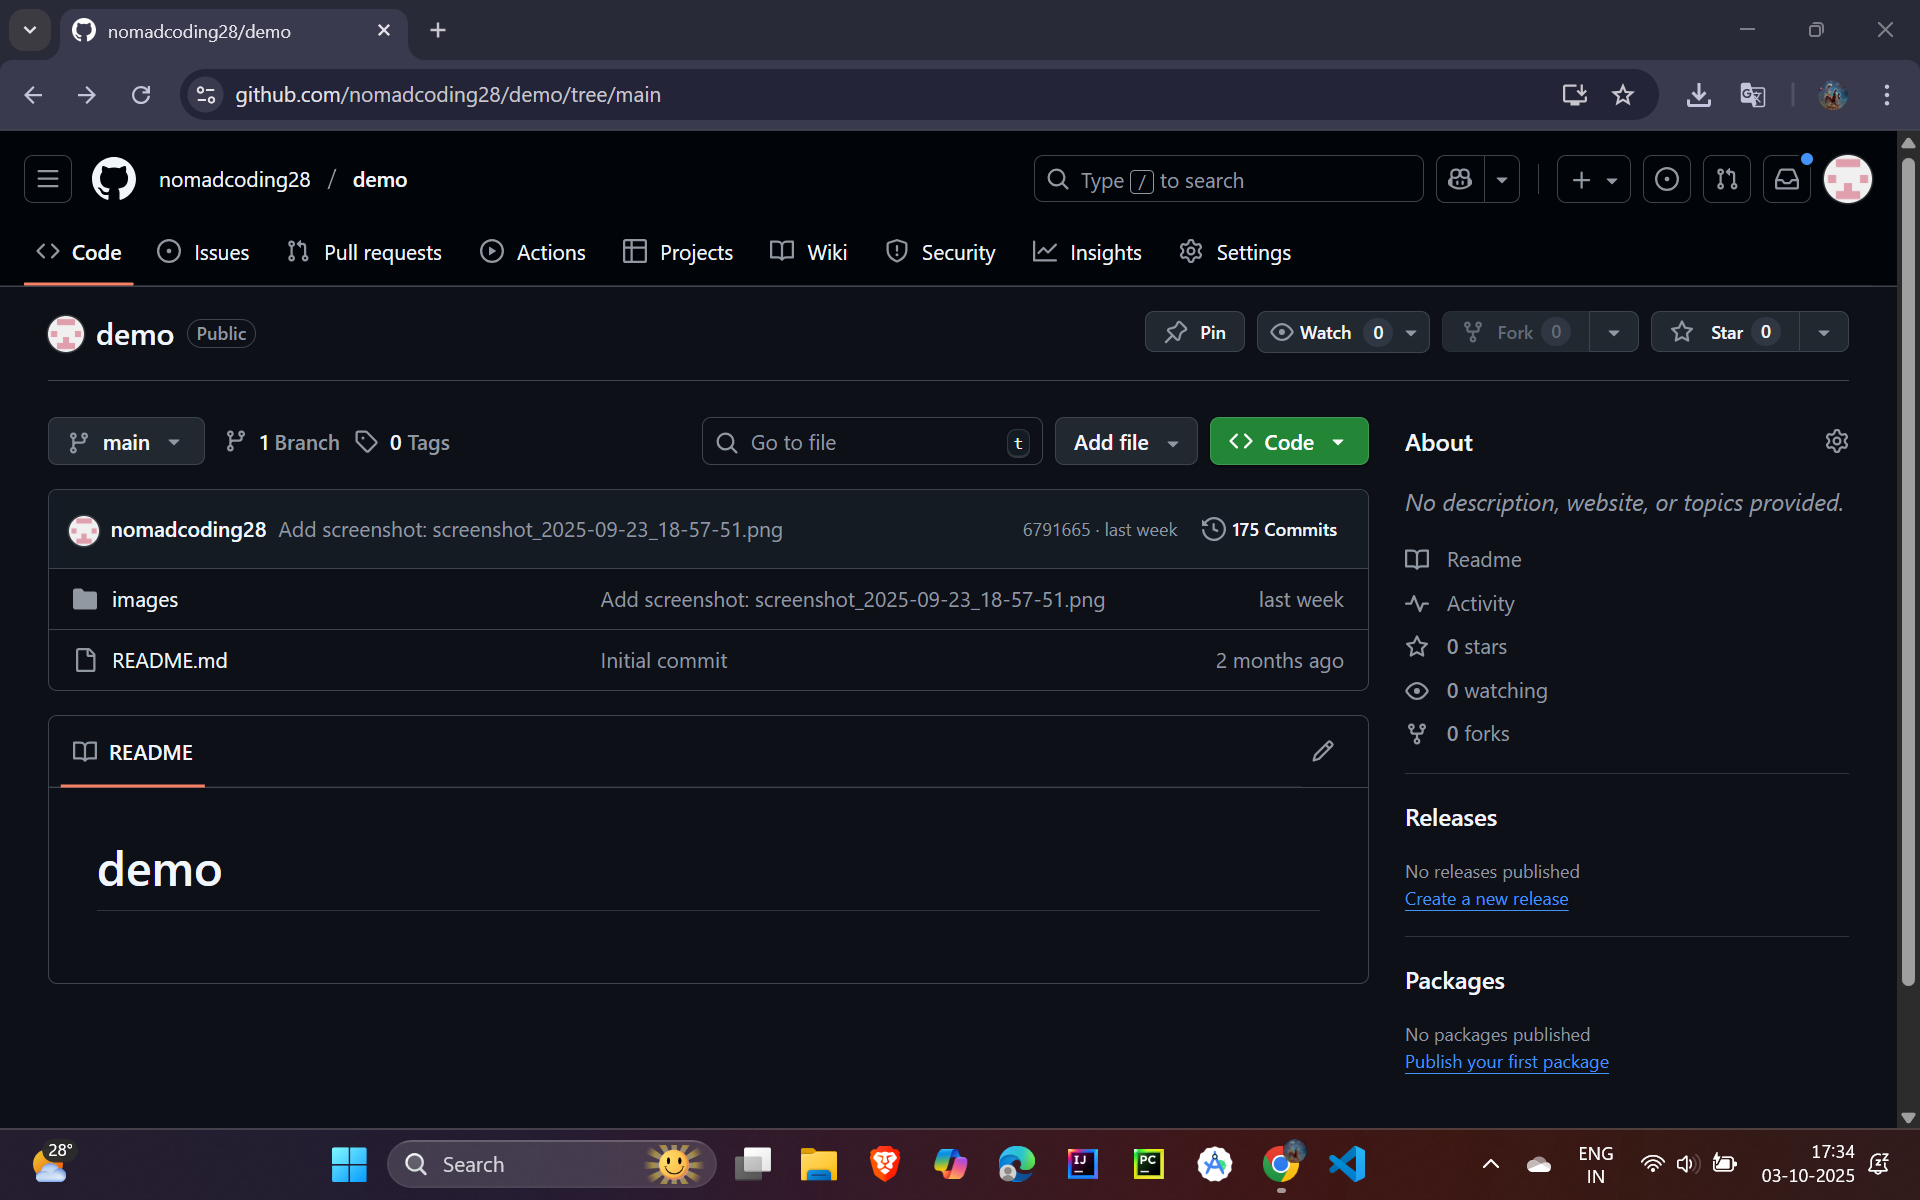 nomadcoding28/demo
github.com/nomadcoding28/demo/tree/main
nomadcoding28 / demo
Type / to search
Code Issues Pull requests Actions Projects Wiki Security Insights Settings
demo Public
Pin Watch 0 Fork 0 Star 0
main 1 Branch 0 Tags Go to file t Add file Code
nomadcoding28 Add screenshot: screenshot_2025-09-23_18-57-51.png 6791665 · last week 175 Commits
images Add screenshot: screenshot_2025-09-23_18-57-51.png last week
README.md Initial commit 2 months ago
README
demo
About
No description, website, or topics provided.
Readme
Activity
0 stars
0 watching
0 forks
Releases
No releases published
Create a new release
Packages
No packages published
Publish your first package
28°
Search
IJ
PC
ENG
IN
17:34
03-10-2025